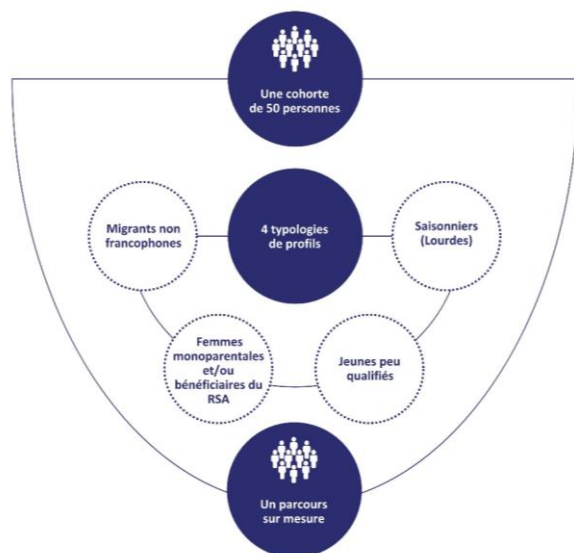 Une cohorte
de 50 personnes
Migrants non
francophones
4 typologies
de profils
Saisonniers
(Lourdes)
Femmes
monoparentales
et/ou
bénéficiaires du
RSA
Jeunes peu
qualifiés
Un parcours
sur mesure